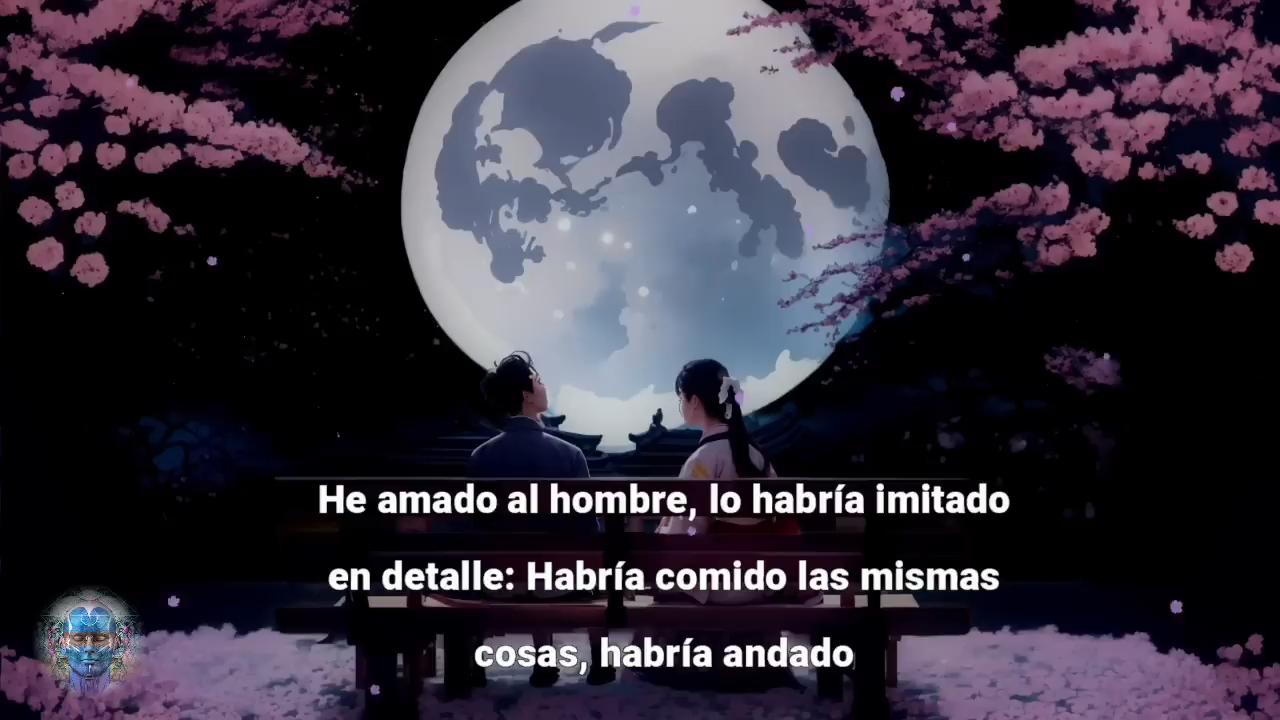 He amado al hombre, lo habría imitado
en detalle: Habría comido las mismas
cosas, habría andado